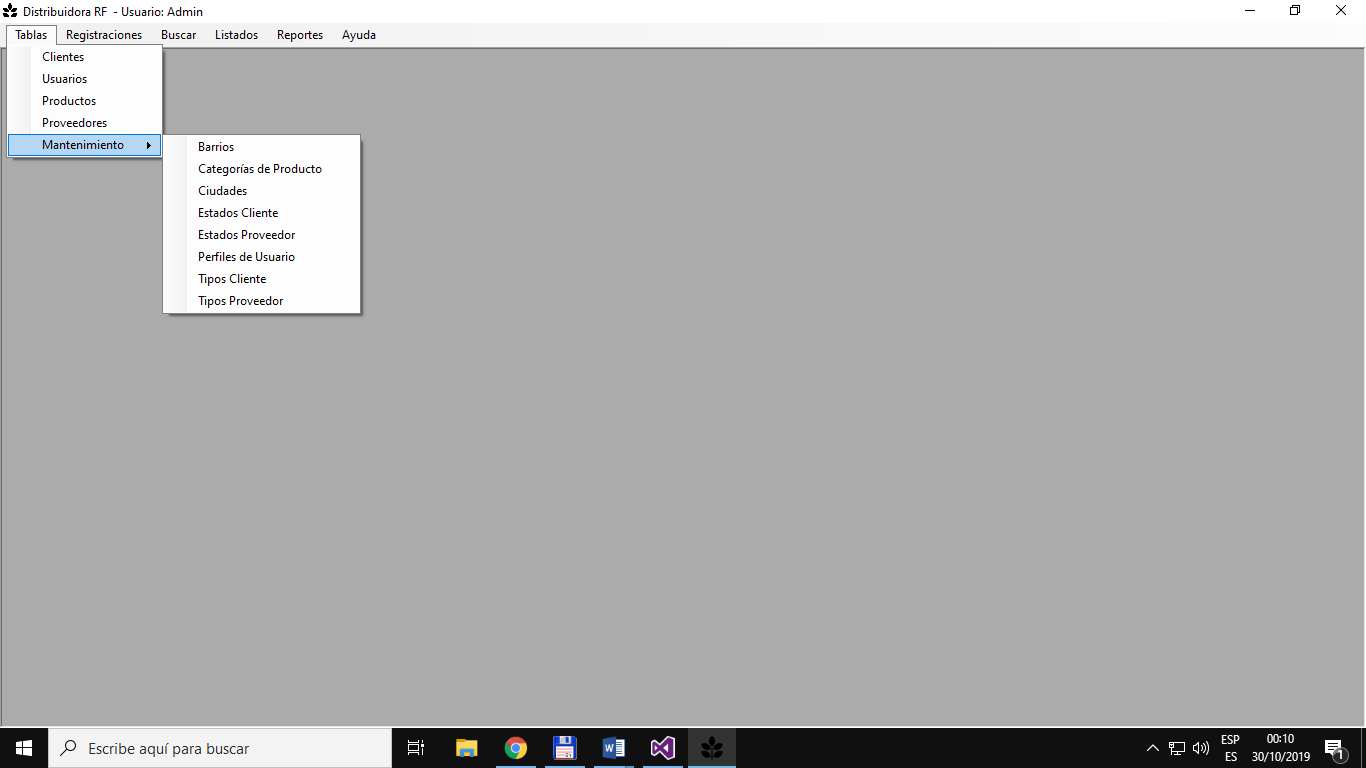 Distribuidora RF - Usuario: Admin
Tablas Registraciones Buscar Listados Reportes Ayuda
Clientes
Usuarios
Productos
Proveedores
Mantenimiento
Barrios
Categorías de Producto
Ciudades
Estados Cliente
Estados Proveedor
Perfiles de Usuario
Tipos Cliente
Tipos Proveedor
Escribe aquí para buscar
ESP
ES
00:10
30/10/2019
1